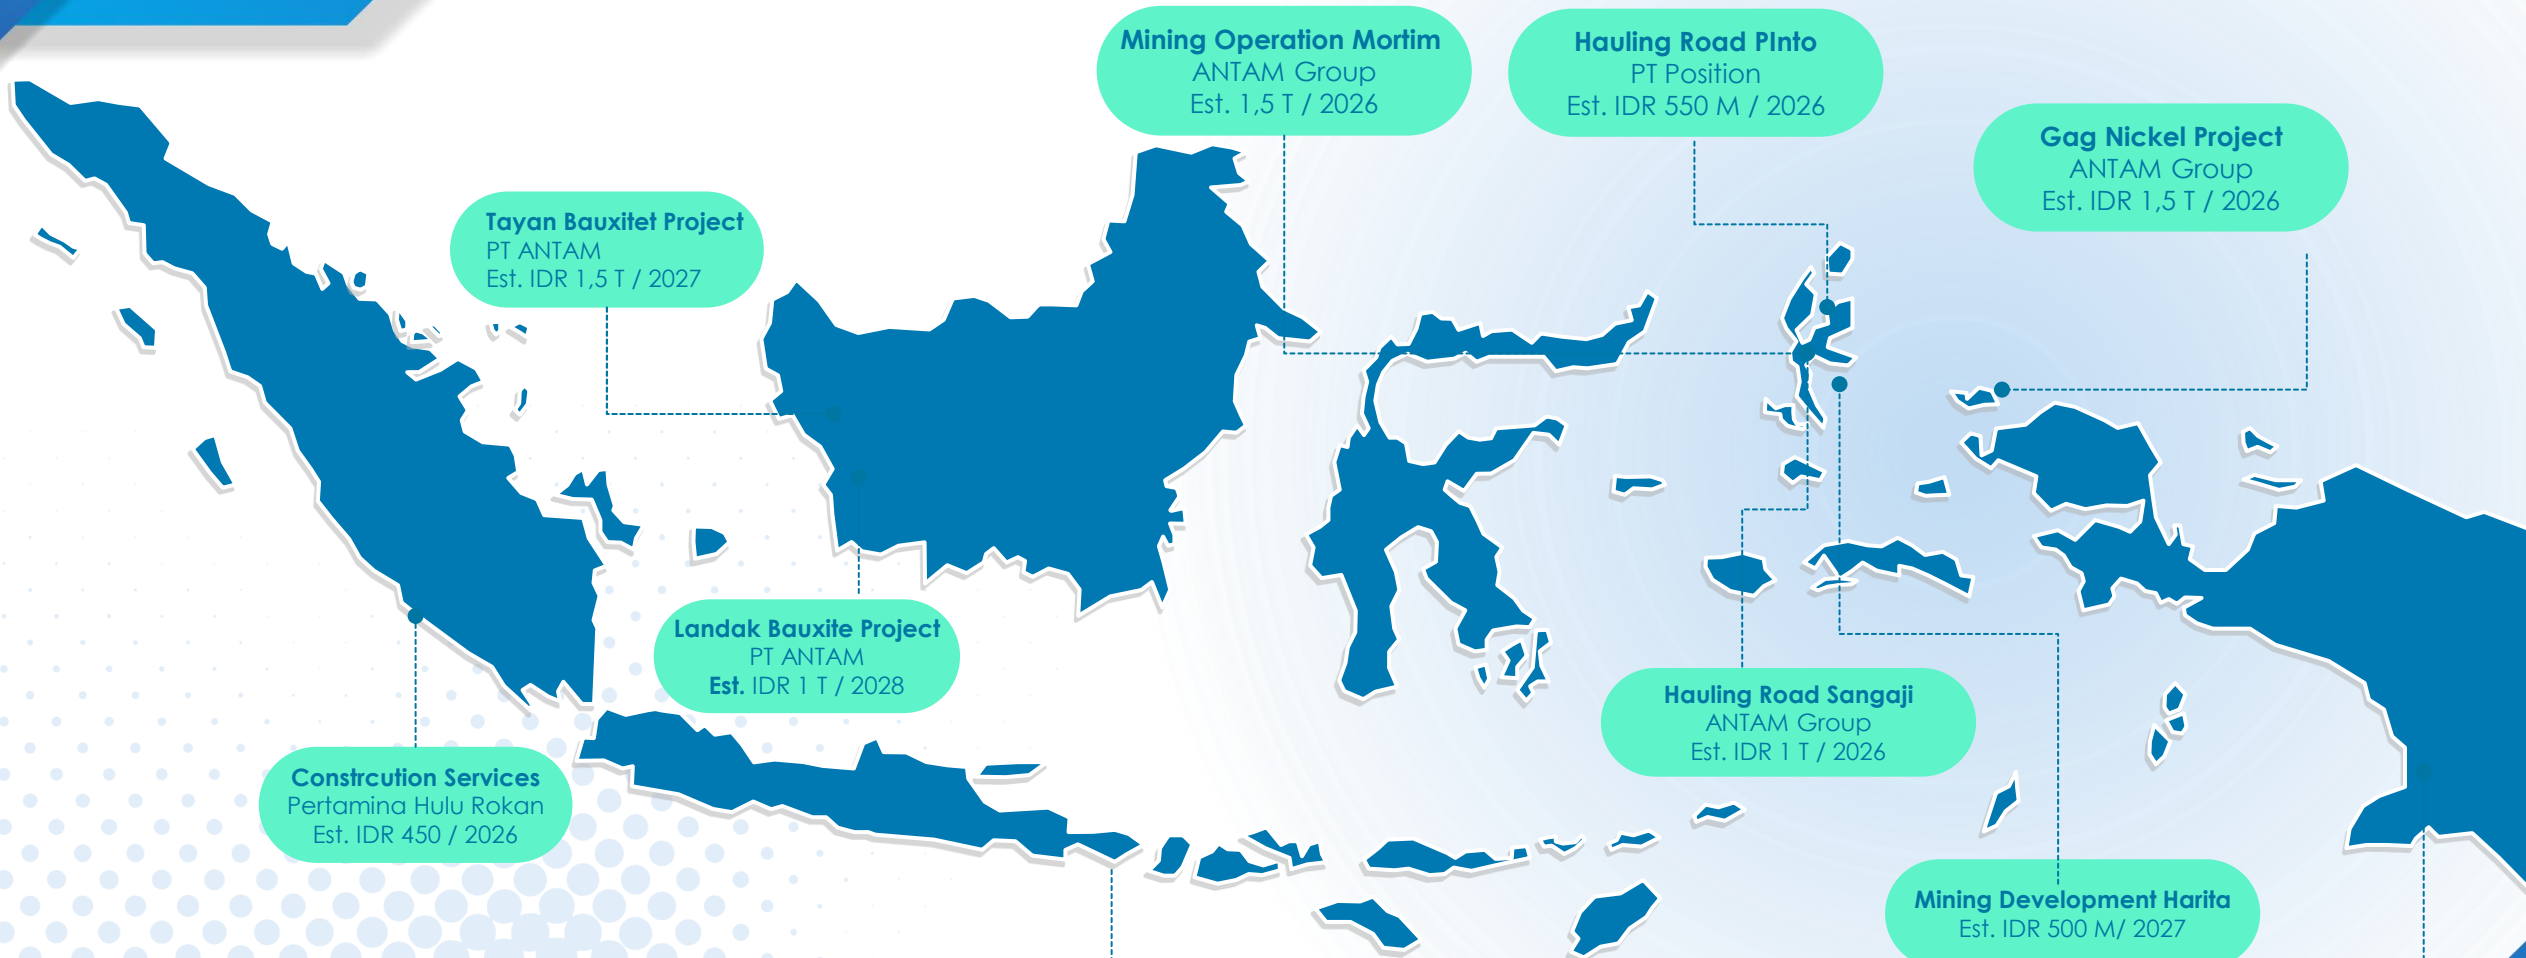 Mining Operation Mortim
ANTAM Group
Est. 1,5 T / 2026
Hauling Road PInto
PT Position
Est. IDR 550 M / 2026
Gag Nickel Project
ANTAM Group
Est. IDR 1,5 T / 2026
Tayan Bauxitet Project
PT ANTAM
Est. IDR 1,5 T / 2027
Landak Bauxite Project
PT ANTAM
Est. IDR 1 T / 2028
Hauling Road Sangaji
ANTAM Group
Est. IDR 1 T / 2026
Constrcution Services
Pertamina Hulu Rokan
Est. IDR 450 / 2026
Mining Development Harita
Est. IDR 500 M/ 2027